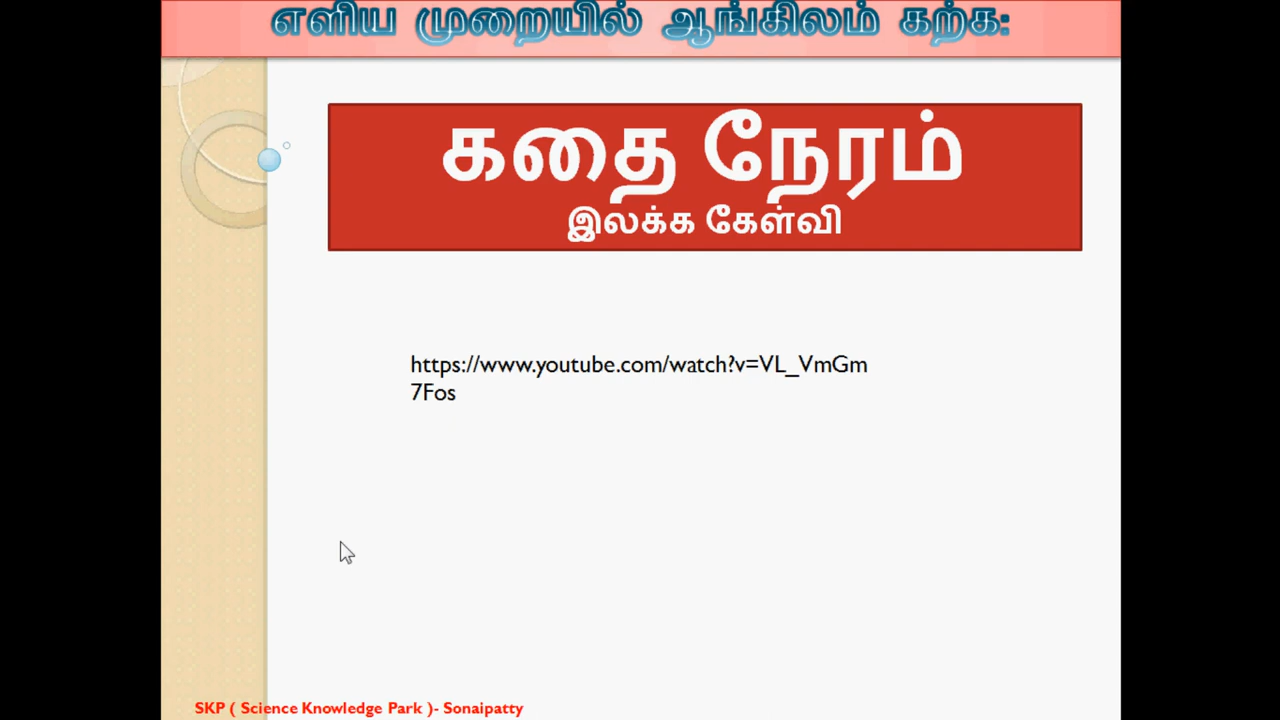 எளிய முறையில் ஆங்கிலம் கற்க:
கதை நேரம்
இலக்க கேள்வி
https://www.youtube.com/watch?v=VL_VmGm
7Fos
SKP ( Science Knowledge Park )- Sonaipatty